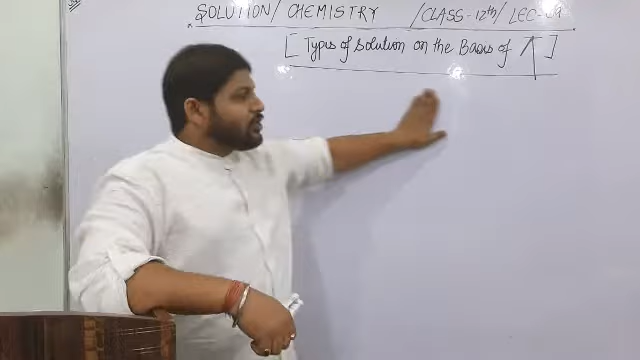 SOLUTION/ CHEMISTRY /CLASS-12th/ LEC-
[ Types of Solution on the Basis of ]